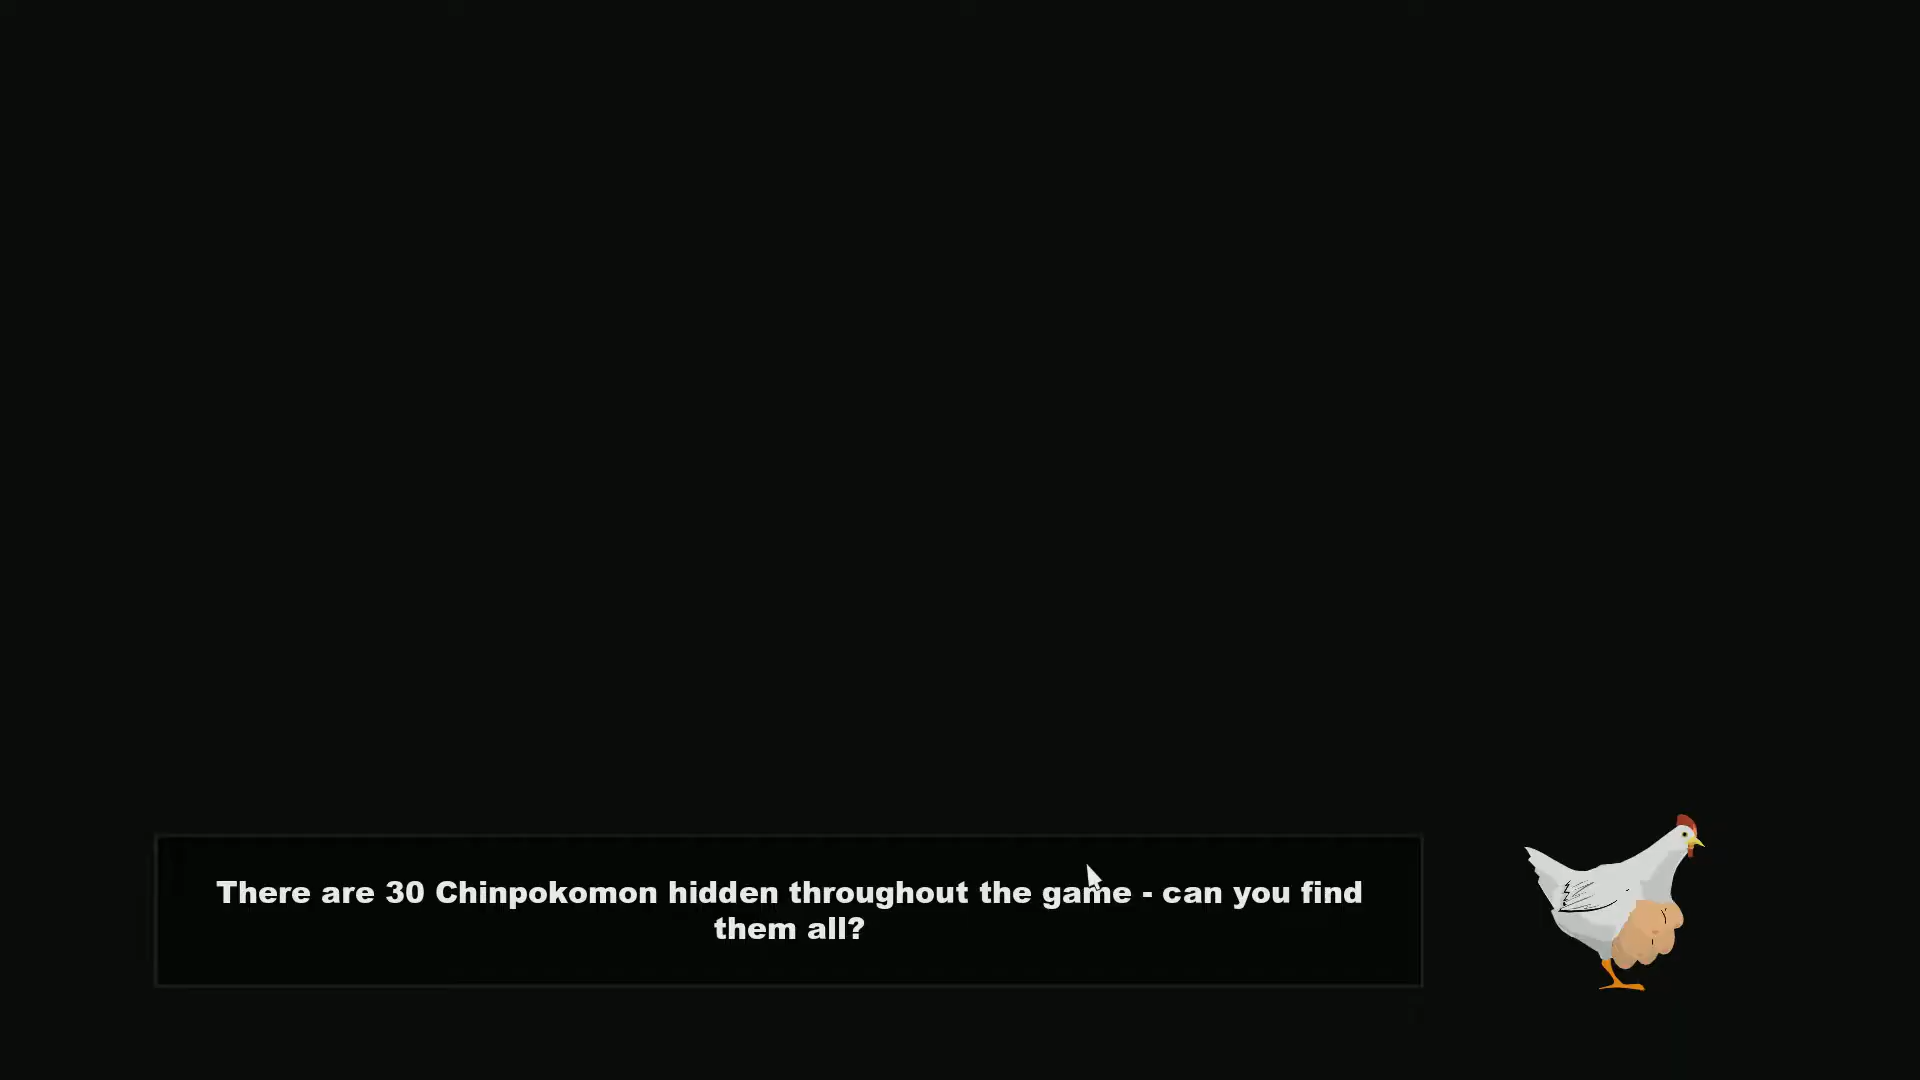 There are 30 Chinpokomon hidden throughout the game - can you find
them all?